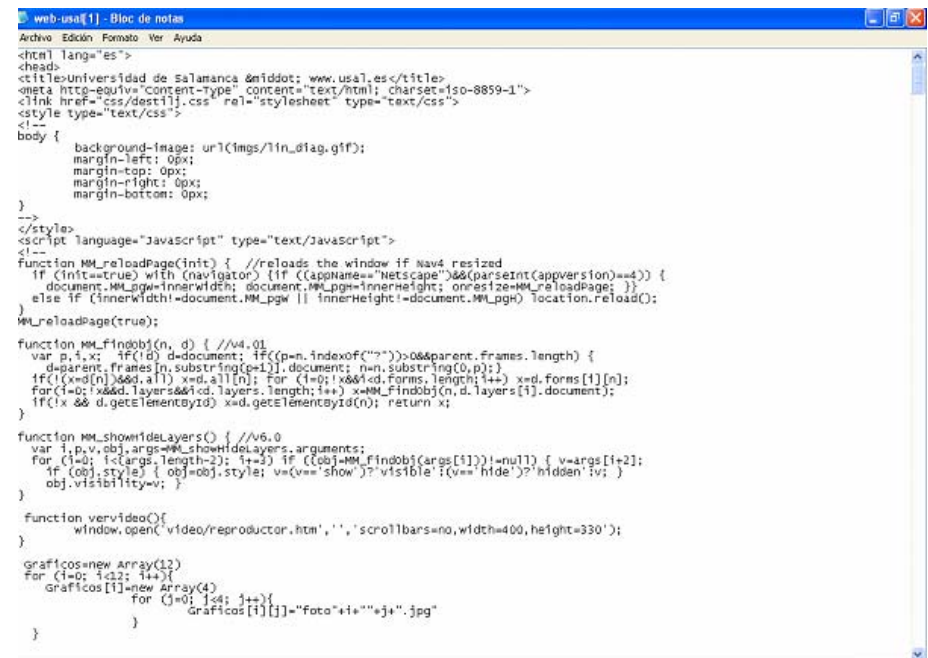 web-usal[1] - Bloc de notas
Archivo Edición Formato Ver Ayuda
<html lang="es">
<head>
<title>Universidad de Salamanca &middot; www.usal.es</title>
<meta http-equiv="Content-Type" content="text/html; charset=iso-8859-1">
<link href="css/destilj.css" rel="stylesheet" type="text/css">
<style type="text/css">
<!--
body {
background-image: url(imgs/lin_diag.gif);
margin-left: 0px;
margin-top: 0px;
margin-right: 0px;
margin-bottom: 0px;
}
-->
</style>
<script language="JavaScript" type="text/JavaScript">
<!--
function MM_reloadPage(init) {  //reloads the window if Nav4 resized
if (init==true) with (navigator) {if ((appName=="Netscape")&&(parseInt(appVersion)==4)) {
document.MM_pgW=innerWidth; document.MM_pgH=innerHeight; onresize=MM_reloadPage; }}
else if (innerWidth!=document.MM_pgW || innerHeight!=document.MM_pgH) location.reload();
}
MM_reloadPage(true);
function MM_findObj(n, d) { //v4.01
var p,i,x;  if(!d) d=document; if((p=n.indexOf("?"))>0&&parent.frames.length) {
d=parent.frames[n.substring(p+1)].document; n=n.substring(0,p);}
if(!(x=d[n])&&d.all) x=d.all[n]; for (i=0;!x&&i<d.forms.length;i++) x=d.forms[i][n];
for(i=0;!x&&d.layers&&i<d.layers.length;i++) x=MM_findObj(n,d.layers[i].document);
if(!x && d.getElementById) x=d.getElementById(n); return x;
}
function MM_showHideLayers() { //v6.0
var i,p,v,obj,args=MM_showHideLayers.arguments;
for (i=0; i<(args.length-2); i+=3) if ((obj=MM_findObj(args[i]))!=null) { v=args[i+2];
if (obj.style) { obj=obj.style; v=(v=='show')?'visible':(v=='hide')?'hidden':v; }
obj.visibility=v; }
}
function vervideo(){
window.open('video/reproductor.htm','','scrollbars=no,width=400,height=330');
}
Graficos=new Array(12)
for (i=0; i<12; i++){
Graficos[i]=new Array(4)
for (j=0; j<4; j++){
Graficos[i][j]="foto"+i+""+j+".jpg"
}
}